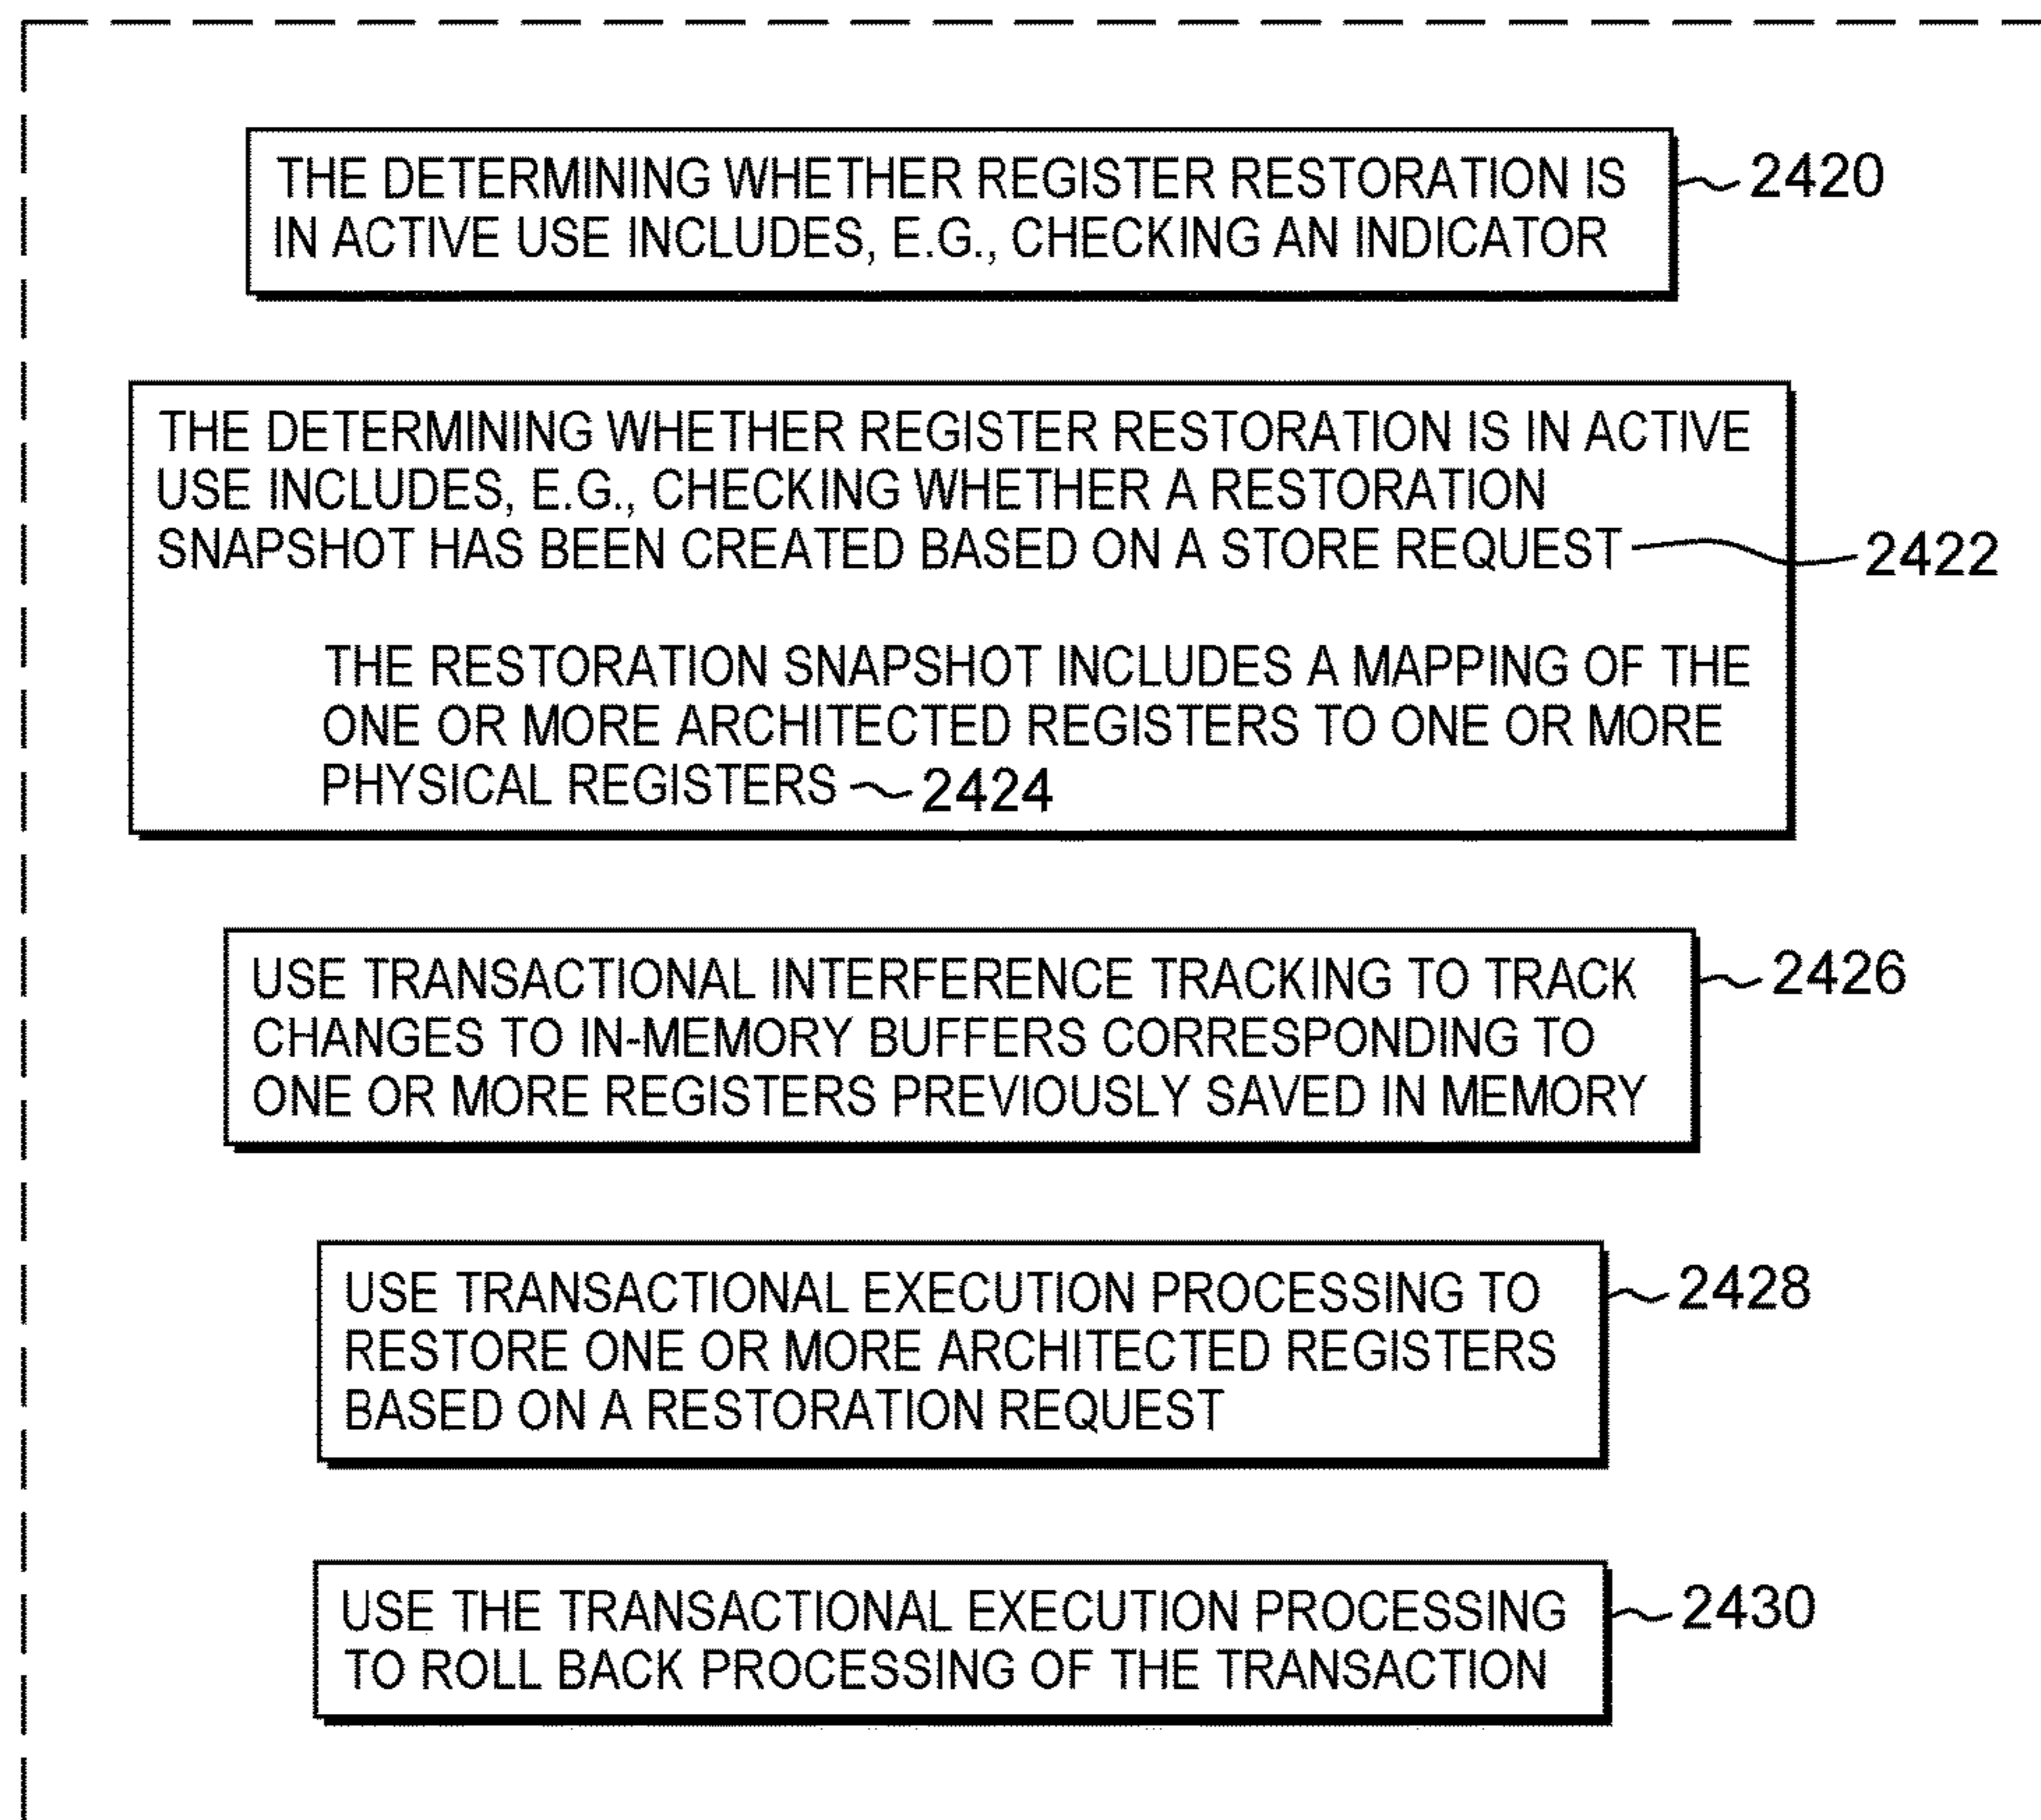 THE DETERMINING WHETHER REGISTER RESTORATION IS
IN ACTIVE USE INCLUDES, E.G., CHECKING AN INDICATOR
2420
THE DETERMINING WHETHER REGISTER RESTORATION IS IN ACTIVE
USE INCLUDES, E.G., CHECKING WHETHER A RESTORATION
SNAPSHOT HAS BEEN CREATED BASED ON A STORE REQUEST
2422
THE RESTORATION SNAPSHOT INCLUDES A MAPPING OF THE
ONE OR MORE ARCHITECTED REGISTERS TO ONE OR MORE
PHYSICAL REGISTERS 2424
USE TRANSACTIONAL INTERFERENCE TRACKING TO TRACK
CHANGES TO IN-MEMORY BUFFERS CORRESPONDING TO
ONE OR MORE REGISTERS PREVIOUSLY SAVED IN MEMORY
2426
USE TRANSACTIONAL EXECUTION PROCESSING TO
RESTORE ONE OR MORE ARCHITECTED REGISTERS
BASED ON A RESTORATION REQUEST
2428
USE THE TRANSACTIONAL EXECUTION PROCESSING
TO ROLL BACK PROCESSING OF THE TRANSACTION
2430